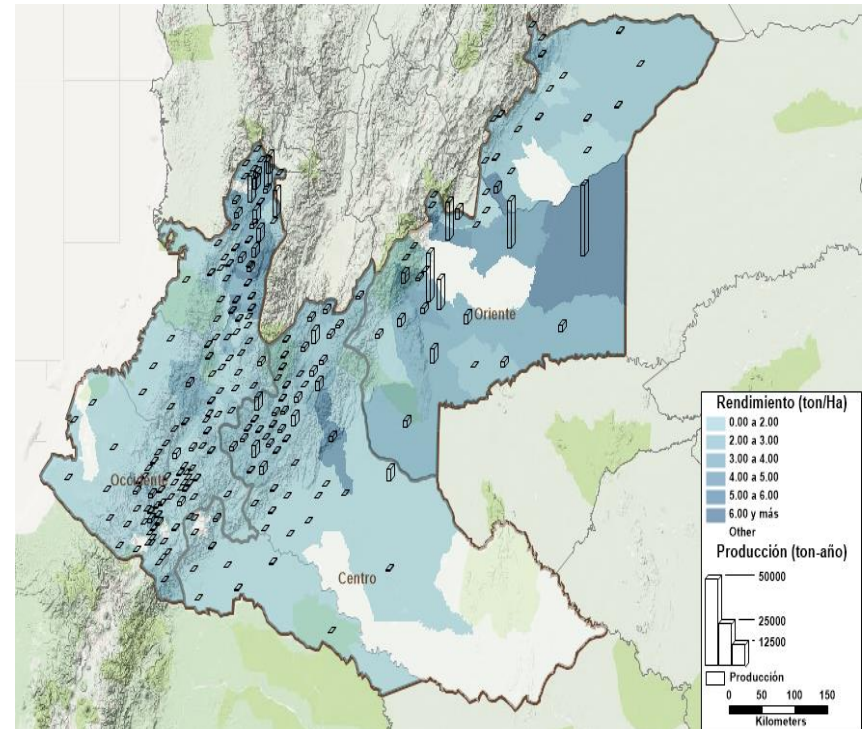 Oriente
Occidente
Centro
Rendimiento (ton/Ha)
0.00 a 2.00
2.00 a 3.00
3.00 a 4.00
4.00 a 5.00
5.00 a 6.00
6.00 y más
Other
Producción (ton-año)
50000
25000
12500
Producción
0 50 100 150
Kilometers